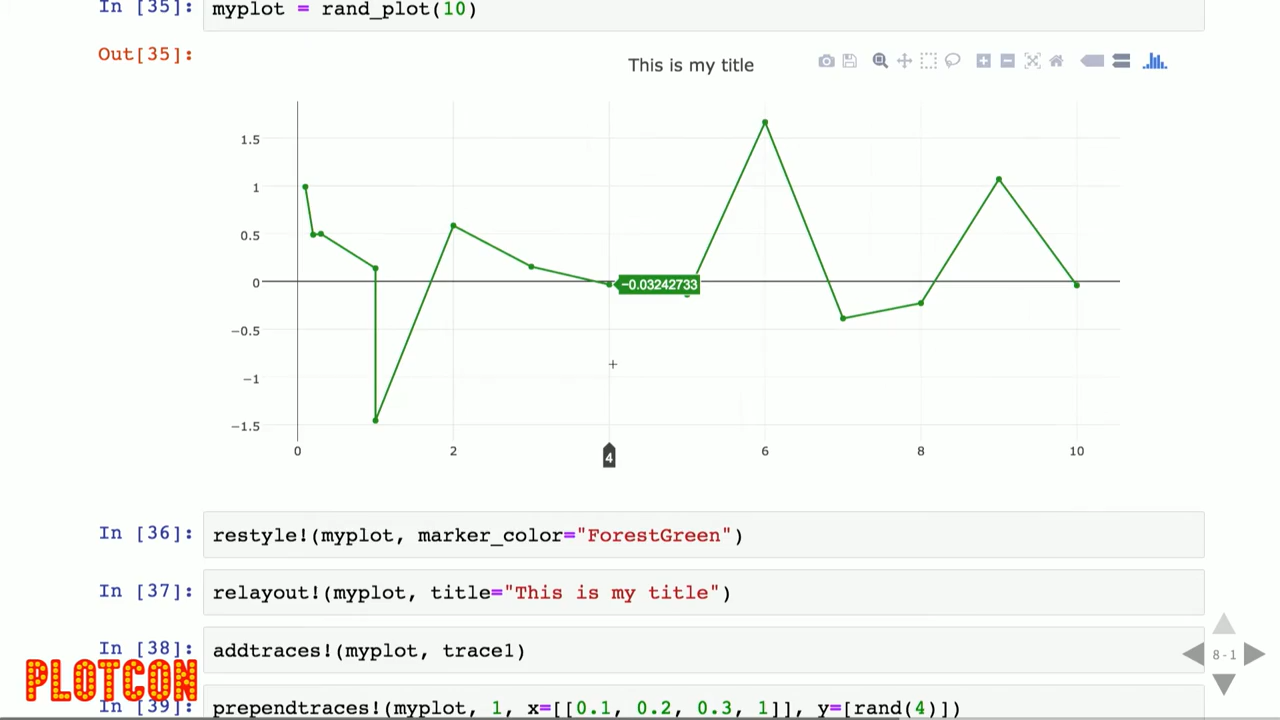 In [35]: myplot = rand_plot(10)
Out[35]:
This is my title
1.5
1
0.5
0
−0.5
−1
−1.5
−0.03242733
0 2 4 6 8 10
In [36]: restyle!(myplot, marker_color="ForestGreen")
In [37]: relayout!(myplot, title="This is my title")
In [38]: addtraces!(myplot, trace1)
In [39]: prependtraces!(myplot, 1, x=[[0.1, 0.2, 0.3, 1]], y=[rand(4)])
PLOTCON
8 - 1